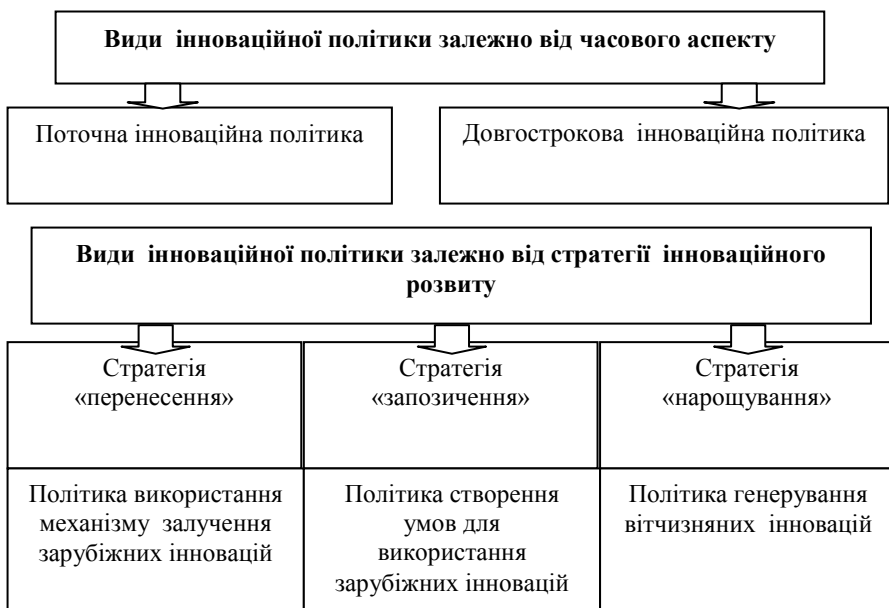 Види інноваційної політики залежно від часового аспекту
Поточна інноваційна політика
Довгострокова інноваційна політика
Види інноваційної політики залежно від стратегії інноваційного
розвиту
Стратегія
«перенесення»
Стратегія
«запозичення»
Стратегія
«нарощування»
Політика використання
механізму залучення
зарубіжних інновацій
Політика створення
умов для
використання
зарубіжних інновацій
Політика генерування
вітчизняних інновацій